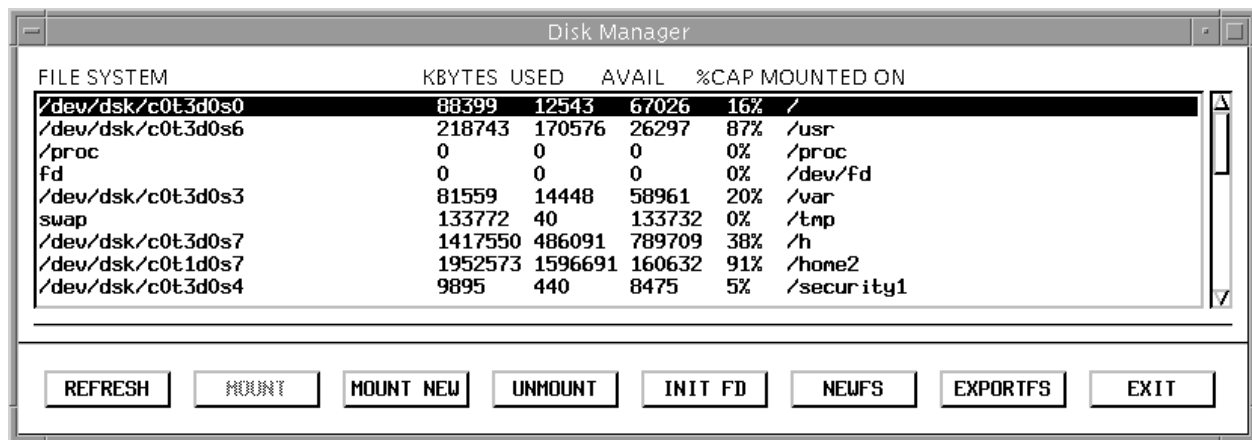 Disk Manager
FILE SYSTEM KBYTES USED AVAIL %CAP MOUNTED ON
/dev/dsk/c0t3d0s0 88399 12543 67026 16% /
/dev/dsk/c0t3d0s6 218743 170576 26297 87% /usr
/proc 0 0 0 0% /proc
fd 0 0 0 0% /dev/fd
/dev/dsk/c0t3d0s3 81559 14448 58961 20% /var
swap 133772 40 133732 0% /tmp
/dev/dsk/c0t3d0s7 1417550 486091 789709 38% /h
/dev/dsk/c0t1d0s7 1952573 1596691 160632 91% /home2
/dev/dsk/c0t3d0s4 9895 440 8475 5% /security1
REFRESH MOUNT MOUNT NEW UNMOUNT INIT FD NEWFS EXPORTFS EXIT